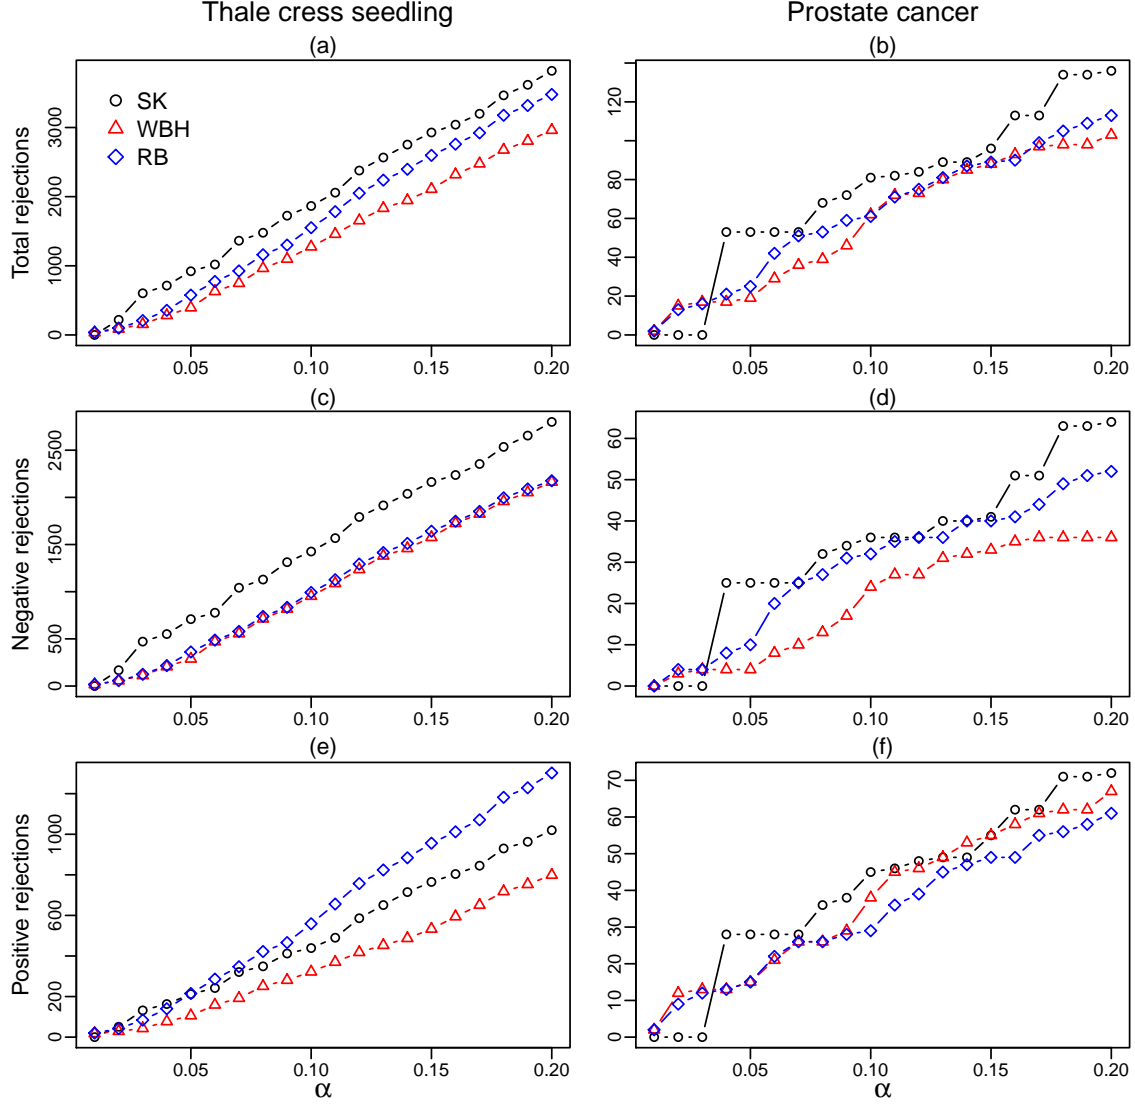 Thale cress seedling
Prostate cancer
(a)
(b)
Total rejections
0 1000 2000 3000
SK
WBH
RB
0.05 0.10 0.15 0.20
0 20 40 60 80 120
0.05 0.10 0.15 0.20
(c)
(d)
Negative rejections
0 500 1500 2500
0.05 0.10 0.15 0.20
0 10 20 30 40 50 60
0.05 0.10 0.15 0.20
(e)
(f)
Positive rejections
0 200 600 1000
0.05 0.10 0.15 0.20
α
0 10 20 30 40 50 60 70
0.05 0.10 0.15 0.20
α